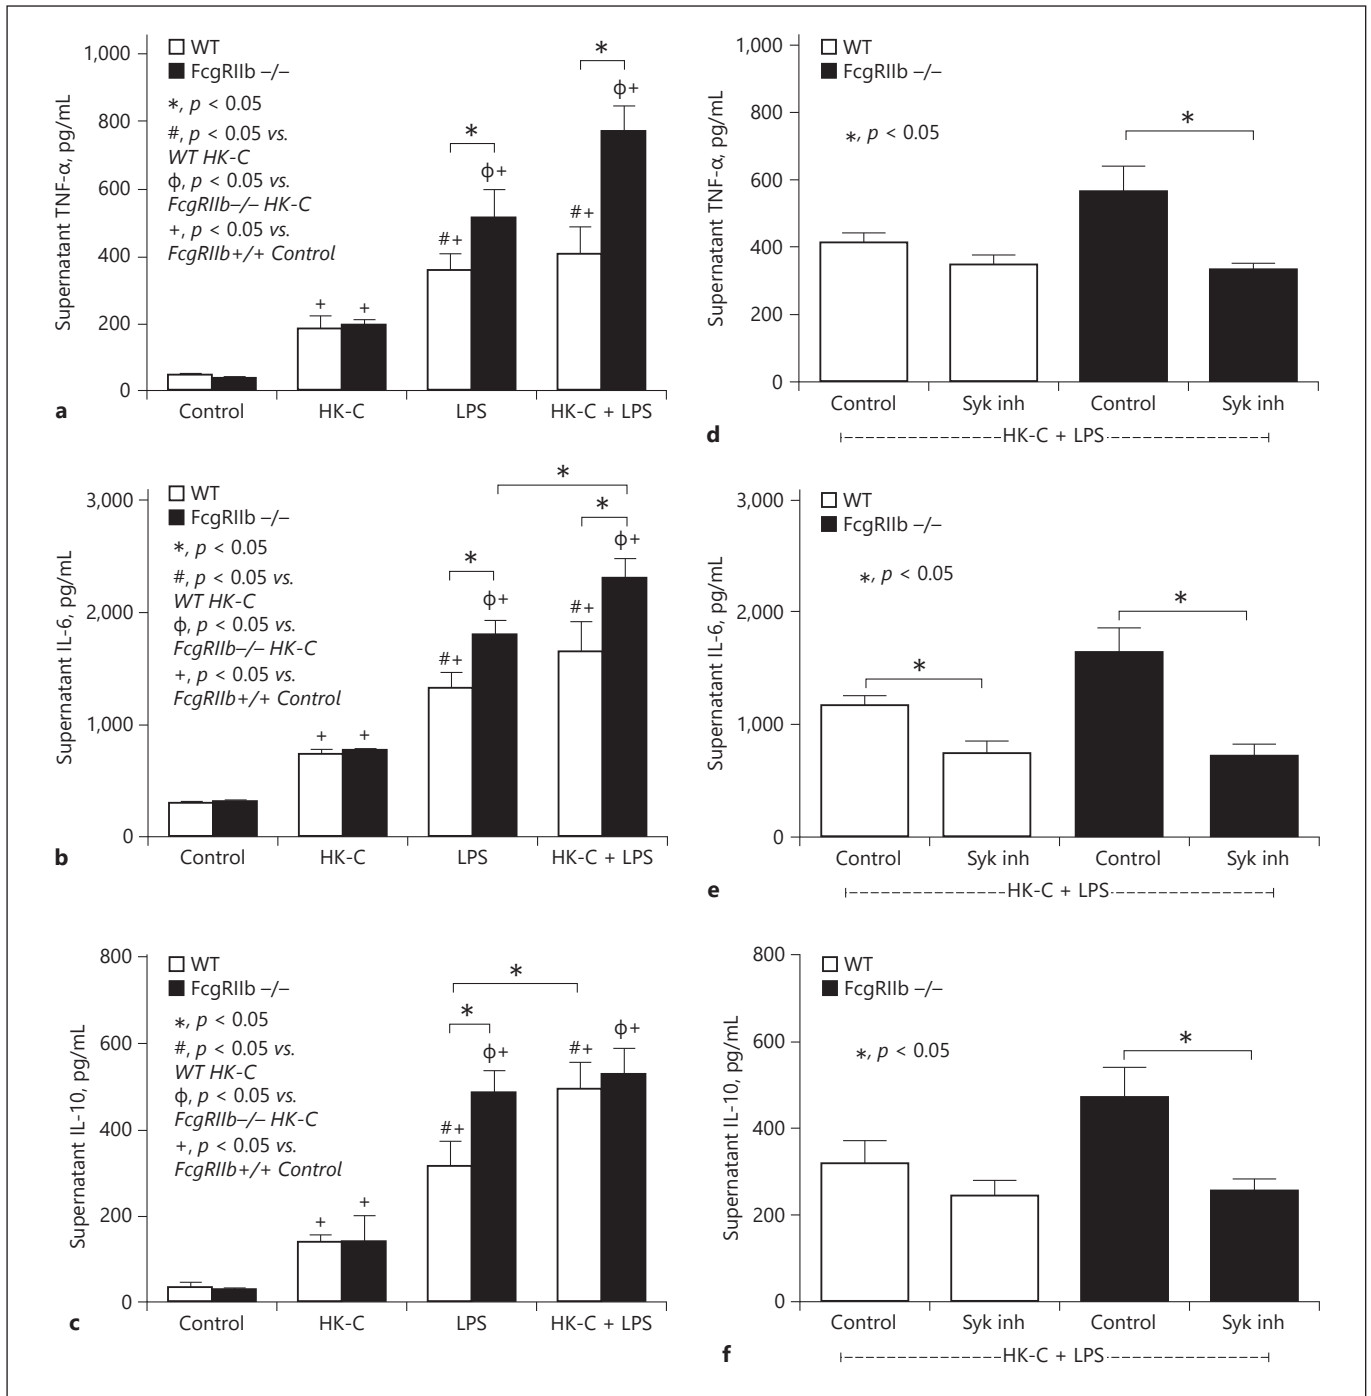 1,000
800
600
400
200
0
Supernatant TNF-α, pg/mL
WT
FcgRIIb –/–
*, p < 0.05
#, p < 0.05 vs.
WT HK-C
ϕ, p < 0.05 vs.
FcgRIIb–/– HK-C
+, p < 0.05 vs.
FcgRIIb+/+ Control
+
+
#+
*
ϕ+
#+
*
ϕ+
Control
HK-C
LPS
HK-C + LPS
a
1,000
800
600
400
200
0
Supernatant TNF-α, pg/mL
WT
FcgRIIb –/–
*, p < 0.05
*
Control
Syk inh
Control
Syk inh
HK-C + LPS
d
3,000
2,000
1,000
0
Supernatant IL-6, pg/mL
WT
FcgRIIb –/–
*, p < 0.05
#, p < 0.05 vs.
WT HK-C
ϕ, p < 0.05 vs.
FcgRIIb–/– HK-C
+, p < 0.05 vs.
FcgRIIb+/+ Control
+
+
#+
*
ϕ+
*
#+
*
ϕ+
Control
HK-C
LPS
HK-C + LPS
b
3,000
2,000
1,000
0
Supernatant IL-6, pg/mL
WT
FcgRIIb –/–
*, p < 0.05
*
*
Control
Syk inh
Control
Syk inh
HK-C + LPS
e
800
600
400
200
0
Supernatant IL-10, pg/mL
WT
FcgRIIb –/–
*, p < 0.05
#, p < 0.05 vs.
WT HK-C
ϕ, p < 0.05 vs.
FcgRIIb–/– HK-C
+, p < 0.05 vs.
FcgRIIb+/+ Control
+
+
#+
*
ϕ+
*
#+
ϕ+
Control
HK-C
LPS
HK-C + LPS
c
800
600
400
200
0
Supernatant IL-10, pg/mL
WT
FcgRIIb –/–
*, p < 0.05
*
Control
Syk inh
Control
Syk inh
HK-C + LPS
f